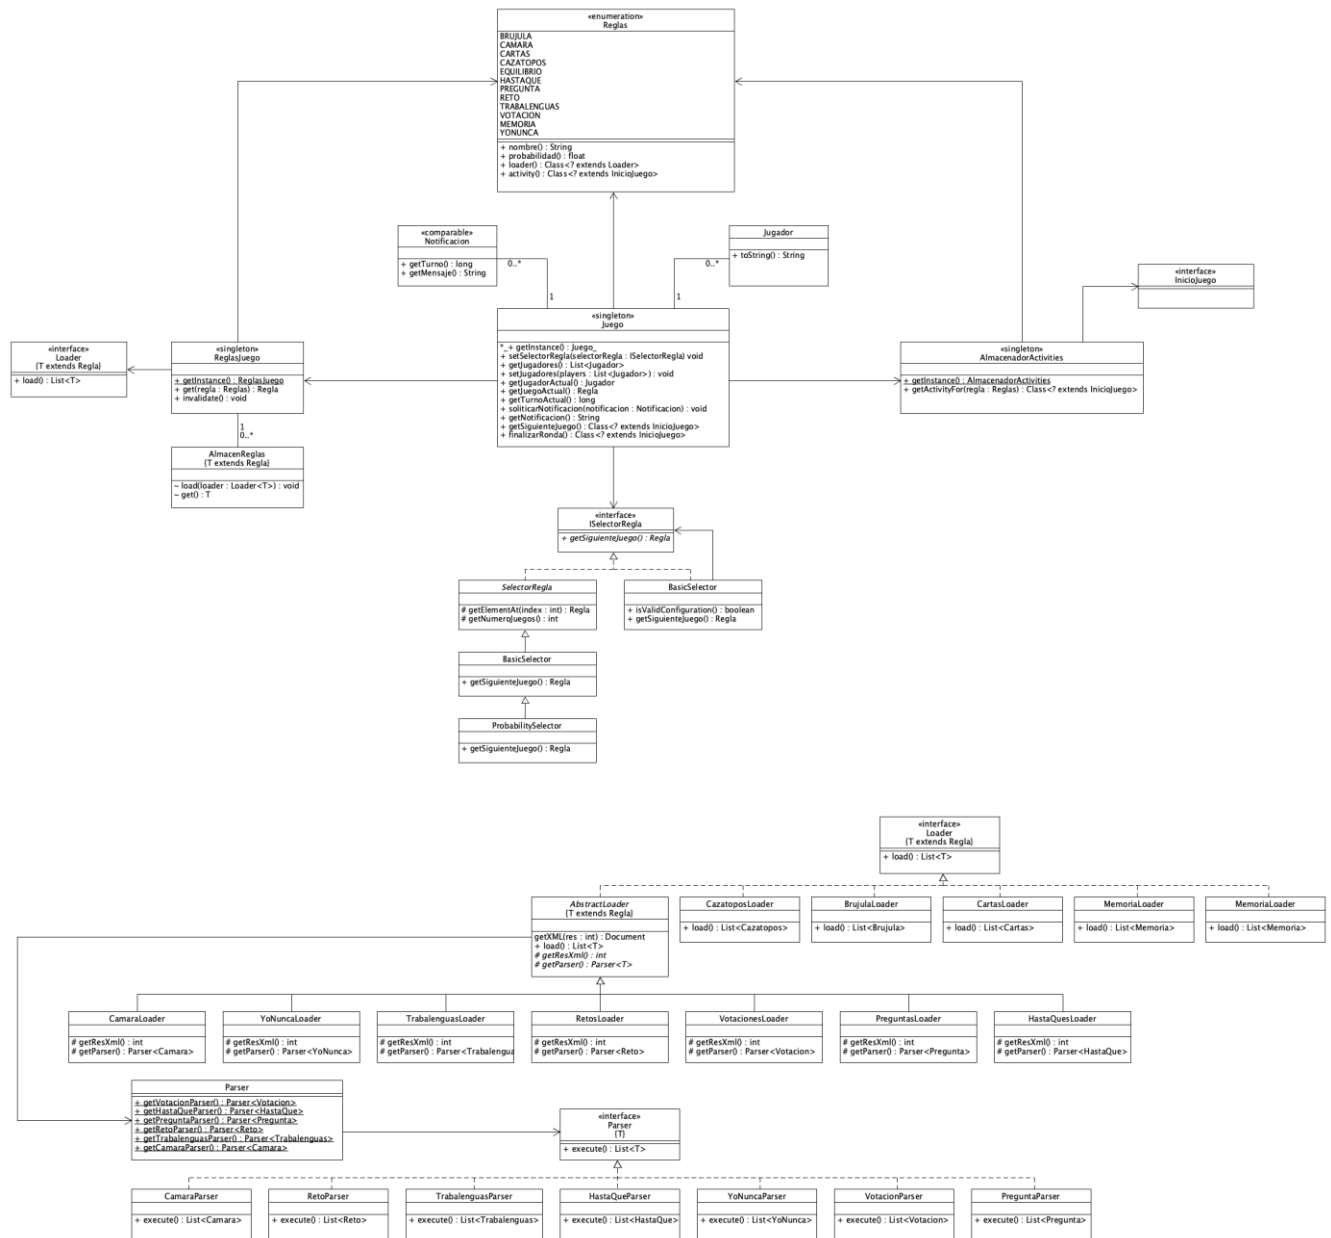 «enumeration»
Reglas
BRUJULA
CAMARA
CARTAS
CAZATOPOS
EQUILIBRIO
HASTAQUE
PREGUNTA
RETO
TRABALENGUAS
VOTACION
MEMORIA
YONUNCA
+ nombre() : String
+ probabilidad() : float
+ loader() : Class<? extends Loader>
+ activity() : Class<? extends InicioJuego>
«comparable»
Notificacion
+ getTurno() : long
+ getMensaje() : String
0..*
1
Jugador
+ toString() : String
0..*
1
«interface»
InicioJuego
«interface»
Loader
{T extends Regla}
+ load() : List<T>
«singleton»
ReglasJuego
+ getInstance() : ReglasJuego
+ get(regla : Reglas) : Regla
+ invalidate() : void
1
0..*
AlmacenReglas
{T extends Regla}
~ load(loader : Loader<T>) : void
~ get() : T
«singleton»
Juego
*_+ getInstance() : Juego_
+ setSelectorRegla(selectorRegla : ISelectorRegla) void
+ getJugadores() : List<Jugador>
+ setJugadores(players : List<Jugador>) : void
+ getJugadorActual() : Jugador
+ getJuegoActual() : Regla
+ getTurnoActual() : long
+ soliticarNotificacion(notificacion : Notificacion) : void
+ getNotificacion() : String
+ getSiguienteJuego() : Class<? extends InicioJuego>
+ finalizarRonda() : Class<? extends InicioJuego>
«singleton»
AlmacenadorActivities
+ getInstance() : AlmacenadorActivities
+ getActivityFor(regla : Reglas) : Class<? extends InicioJuego>
«interface»
ISelectorRegla
+ getSiguienteJuego() : Regla
SelectorRegla
# getElementAt(index : int) : Regla
# getNumeroJuegos() : int
BasicSelector
+ isValidConfiguration() : boolean
+ getSiguienteJuego() : Regla
BasicSelector
+ getSiguienteJuego() : Regla
ProbabilitySelector
+ getSiguienteJuego() : Regla
«interface»
Loader
{T extends Regla}
+ load() : List<T>
AbstractLoader
{T extends Regla}
getXML(res : int) : Document
+ load() : List<T>
# getResXml() : int
# getParser() : Parser<T>
CazatoposLoader
+ load() : List<Cazatopos>
BrujulaLoader
+ load() : List<Brujula>
CartasLoader
+ load() : List<Cartas>
MemoriaLoader
+ load() : List<Memoria>
MemoriaLoader
+ load() : List<Memoria>
CamaraLoader
# getResXml() : int
# getParser() : Parser<Camara>
YoNuncaLoader
# getResXml() : int
# getParser() : Parser<YoNunca>
TrabalenguasLoader
# getResXml() : int
# getParser() : Parser<Trabalengua
RetosLoader
# getResXml() : int
# getParser() : Parser<Reto>
VotacionesLoader
# getResXml() : int
# getParser() : Parser<Votacion>
PreguntasLoader
# getResXml() : int
# getParser() : Parser<Pregunta>
HastaQuesLoader
# getResXml() : int
# getParser() : Parser<HastaQue>
Parser
+ getVotacionParser() : Parser<Votacion>
+ getHastaQueParser() : Parser<HastaQue>
+ getPreguntaParser() : Parser<Pregunta>
+ getRetoParser() : Parser<Reto>
+ getTrabalenguasParser() : Parser<Trabalenguas>
+ getCamaraParser() : Parser<Camara>
«interface»
Parser
{T}
+ execute() : List<T>
CamaraParser
+ execute() : List<Camara>
RetoParser
+ execute() : List<Reto>
TrabalenguasParser
+ execute() : List<Trabalenguas>
HastaQueParser
+ execute() : List<HastaQue>
YoNuncaParser
+ execute() : List<YoNunca>
VotacionParser
+ execute() : List<Votacion>
PreguntaParser
+ execute() : List<Pregunta>